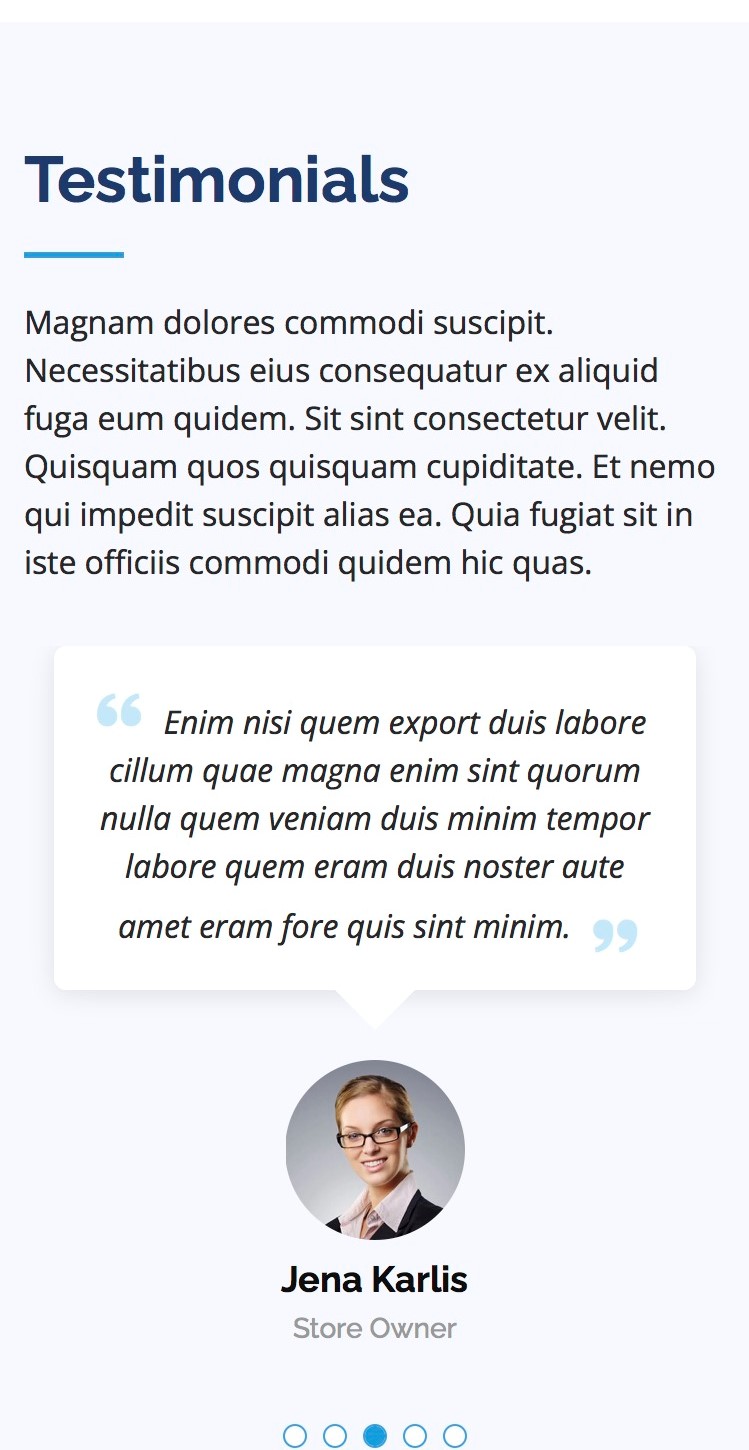 Testimonials
Magnam dolores commodi suscipit.
Necessitatibus eius consequatur ex aliquid
fuga eum quidem. Sit sint consectetur velit.
Quisquam quos quisquam cupiditate. Et nemo
qui impedit suscipit alias ea. Quia fugiat sit in
iste officiis commodi quidem hic quas.
“ Enim nisi quem export duis labore
cillum quae magna enim sint quorum
nulla quem veniam duis minim tempor
labore quem eram duis noster aute
amet eram fore quis sint minim. ”
Jena Karlis
Store Owner